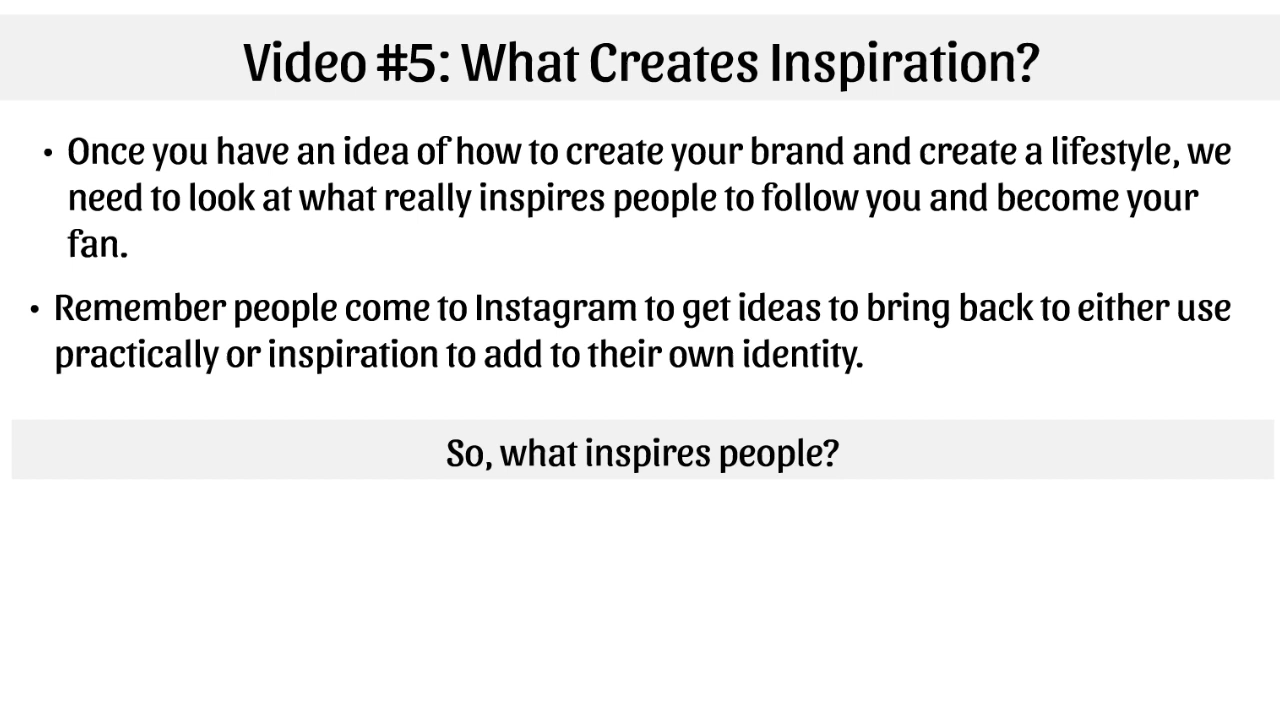 Video #5: What Creates Inspiration?
• Once you have an idea of how to create your brand and create a lifestyle, we
need to look at what really inspires people to follow you and become your
fan.
• Remember people come to Instagram to get ideas to bring back to either use
practically or inspiration to add to their own identity.
So, what inspires people?